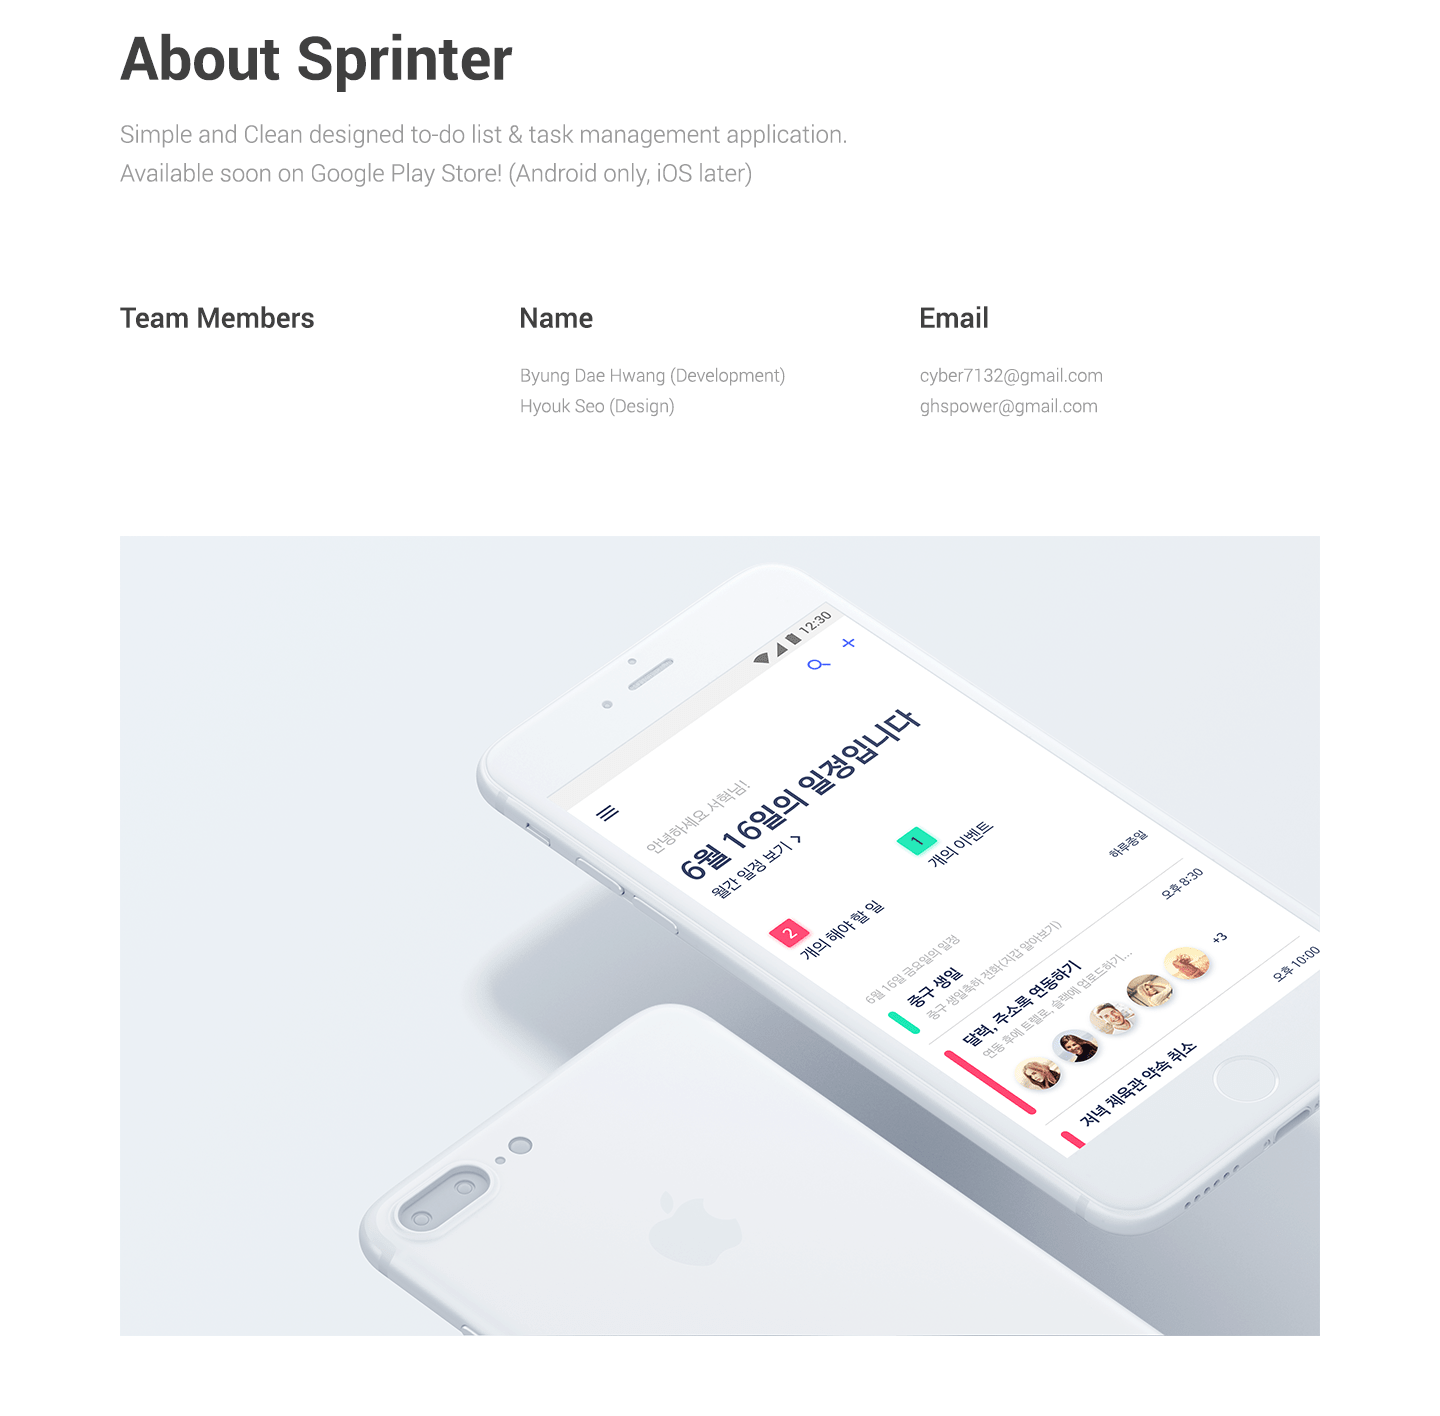 About Sprinter
Simple and Clean designed to-do list & task management application.
Available soon on Google Play Store! (Android only, iOS later)
Team Members
Name
Email
Byung Dae Hwang (Development)
cyber7132@gmail.com
Hyouk Seo (Design)
ghspower@gmail.com
12:30
안녕하세요 서혁님!
6월 16일의 일정입니다
월간 일정 보기
2
개의 해야 할 일
1
개의 이벤트
6월 16일 금요일의 일정
중구 생일
하루종일
중구 생일축하 전화(지갑 알아보기)
달력, 주소록 연동하기
오후 8:30
연동 후에 트렐로, 슬랙에 업로드하기...
+3
저녁 체육관 약속 취소
오후 10:00